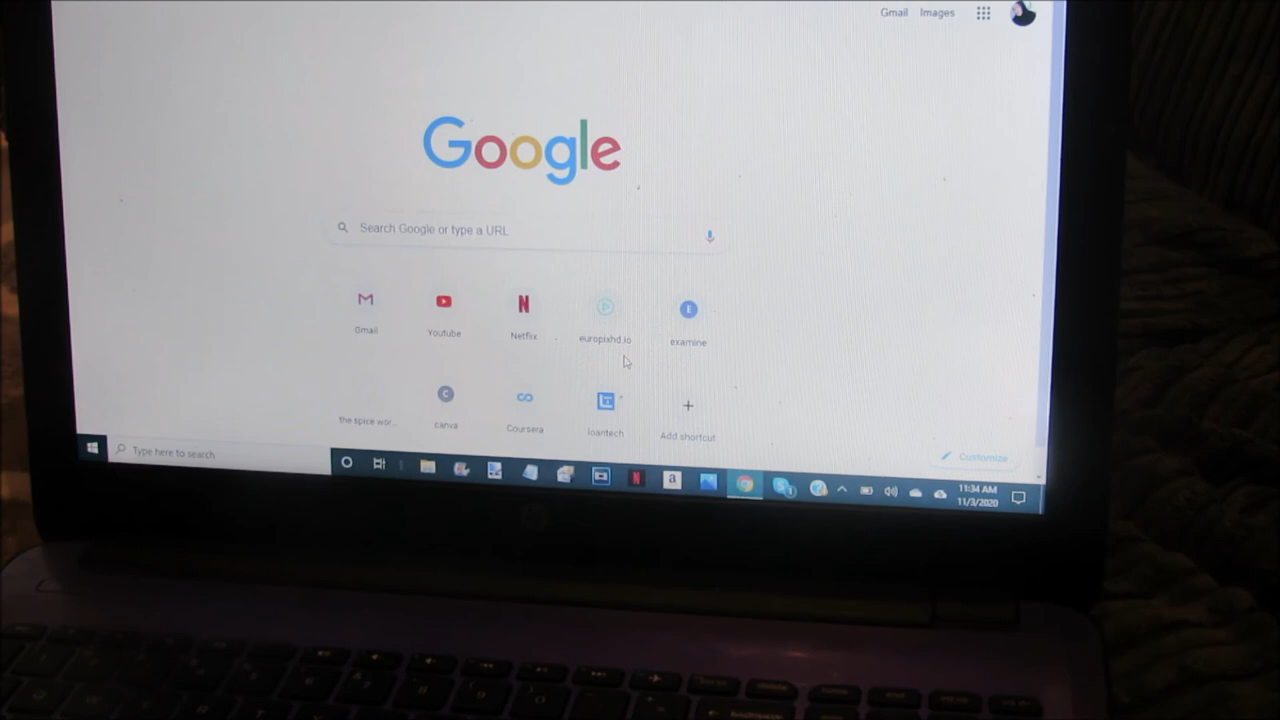 Gmail Images
Google
Search Google or type a URL
Gmail Youtube Netflix europixhd.io examine
the spice wor... canva Coursera loantech Add shortcut
Customize
Type here to search
11:34 AM
11/3/2020